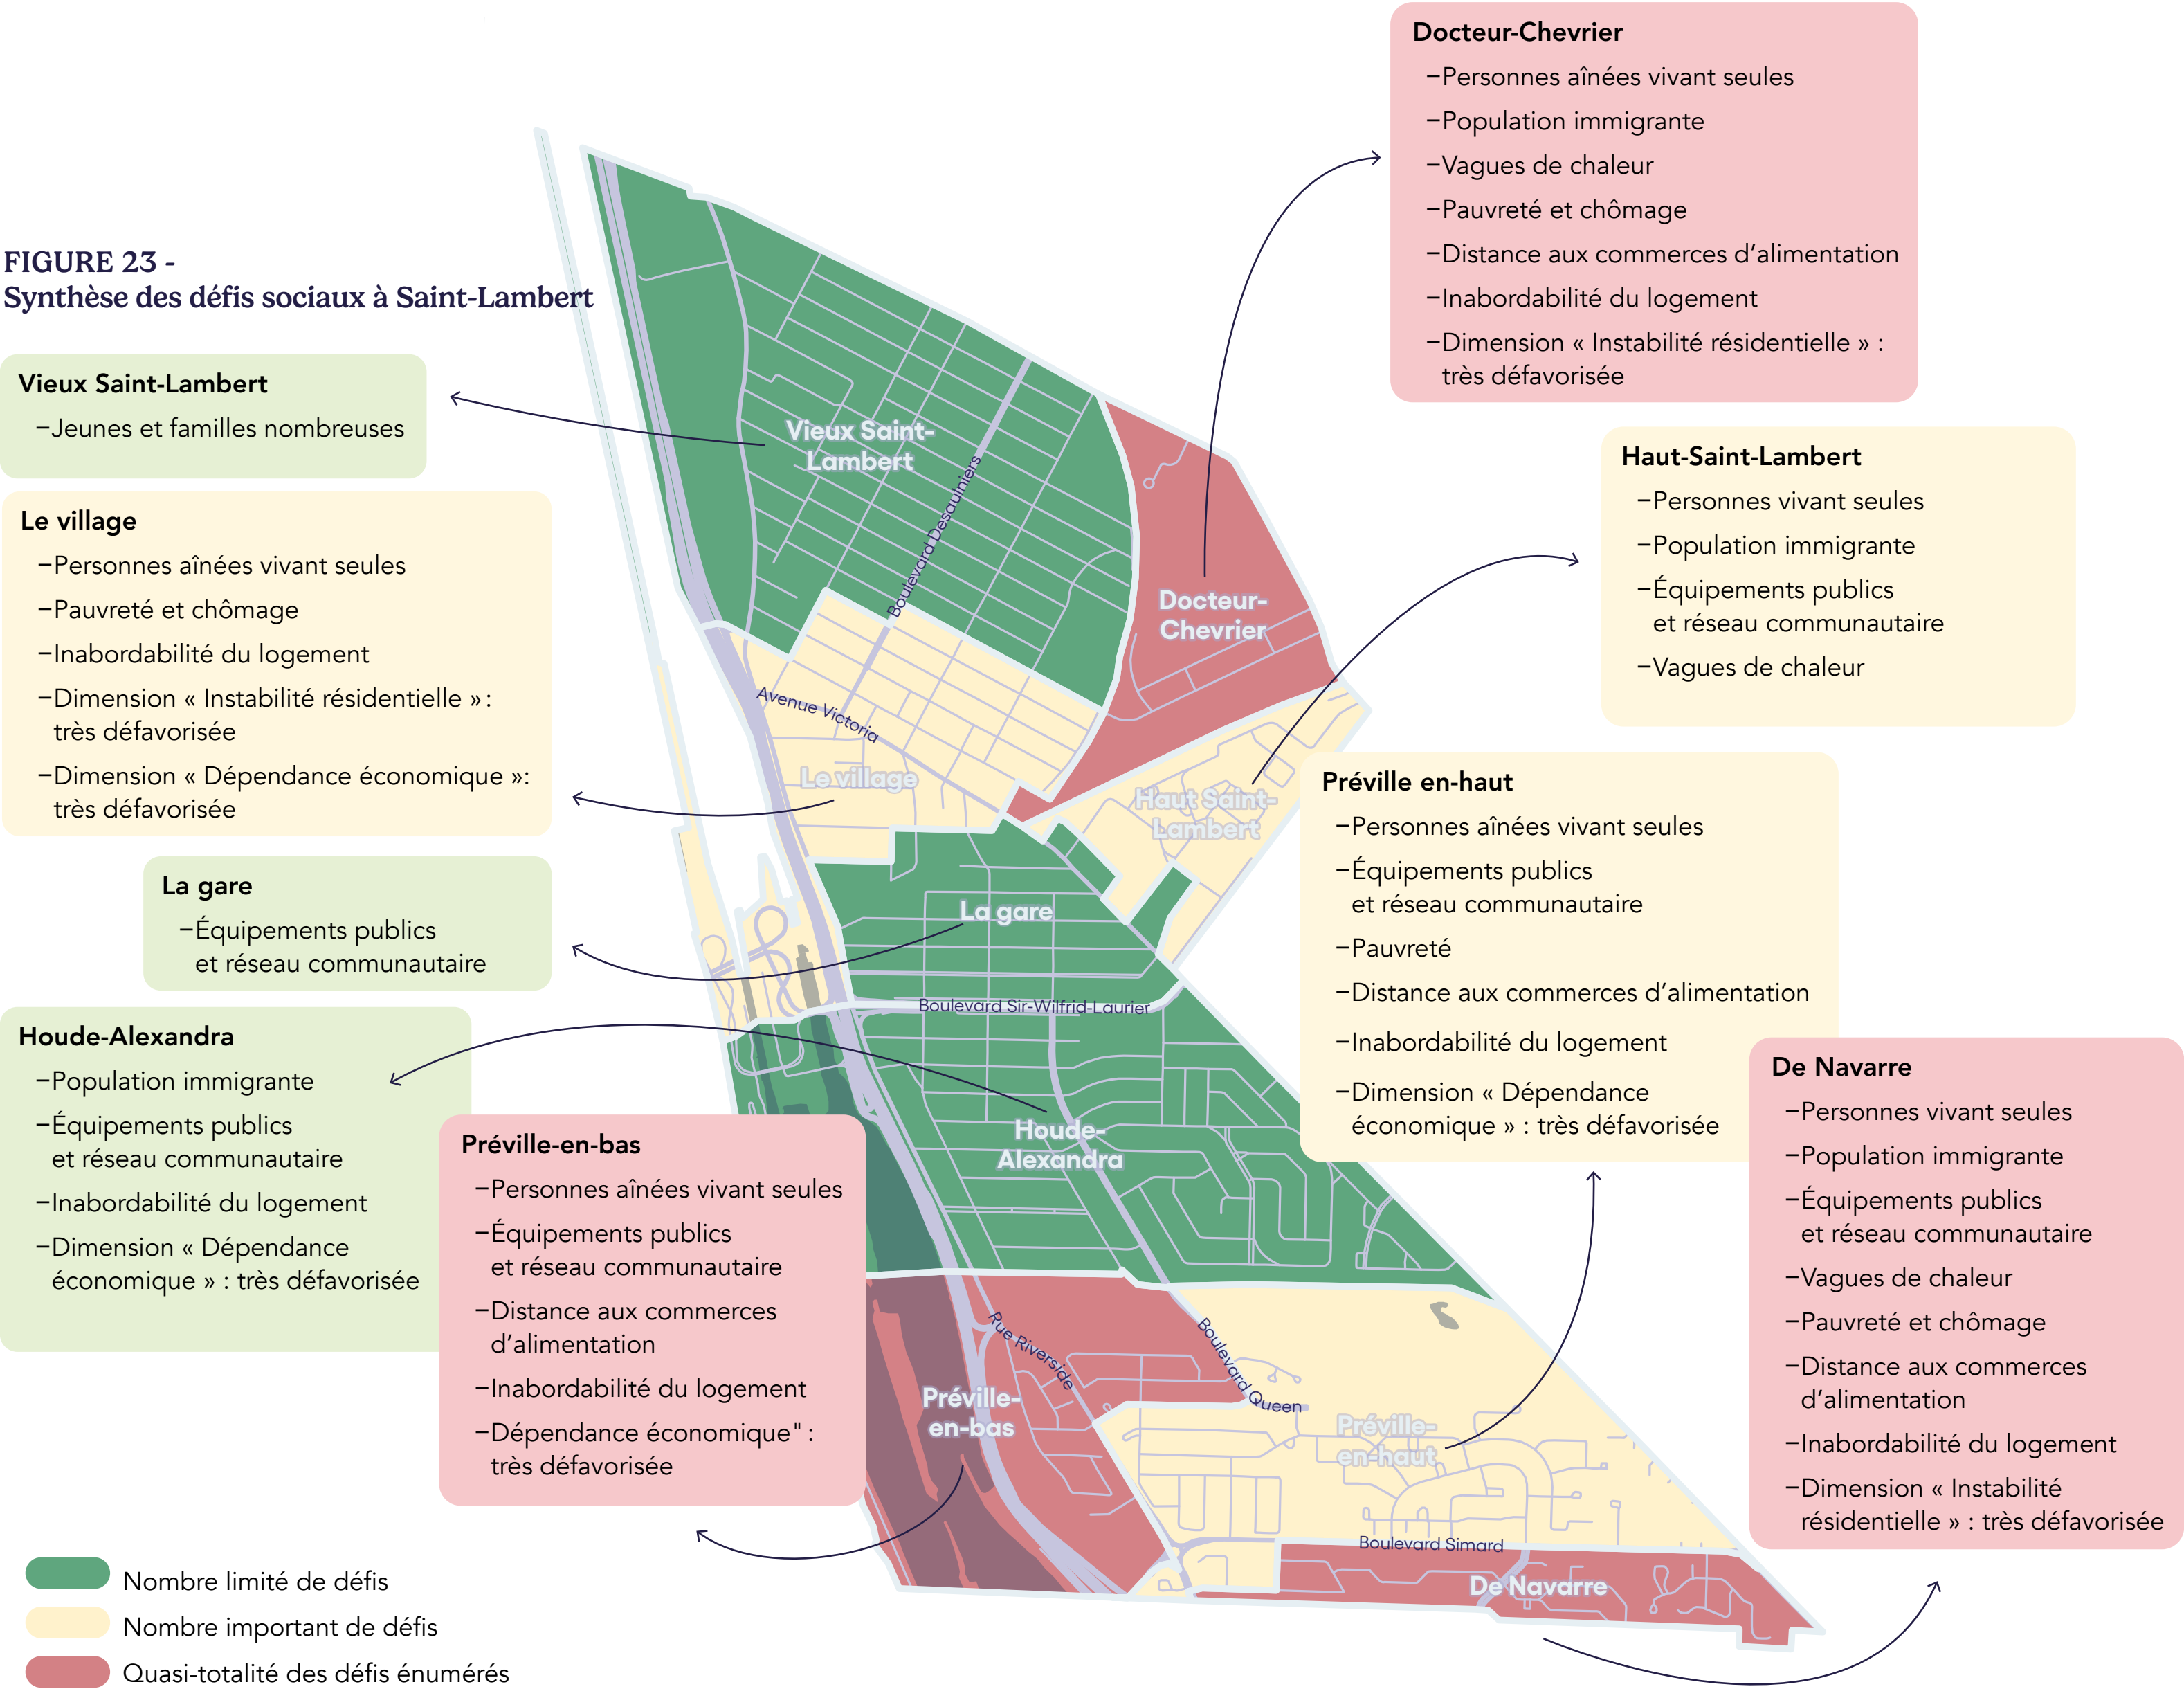 FIGURE 23 -
Synthèse des défis sociaux à Saint-Lambert
Vieux Saint-Lambert
–Jeunes et familles nombreuses
Le village
–Personnes aînées vivant seules
–Pauvreté et chômage
–Inabordabilité du logement
–Dimension « Instabilité résidentielle » :
très défavorisée
–Dimension « Dépendance économique »:
très défavorisée
La gare
–Équipements publics
et réseau communautaire
Houde-Alexandra
–Population immigrante
–Équipements publics
et réseau communautaire
–Inabordabilité du logement
–Dimension « Dépendance
économique » : très défavorisée
Préville-en-bas
–Personnes aînées vivant seules
–Équipements publics
et réseau communautaire
–Distance aux commerces
d’alimentation
–Inabordabilité du logement
–Dépendance économique" :
très défavorisée
Docteur-Chevrier
–Personnes aînées vivant seules
–Population immigrante
–Vagues de chaleur
–Pauvreté et chômage
–Distance aux commerces d’alimentation
–Inabordabilité du logement
–Dimension « Instabilité résidentielle » :
très défavorisée
Haut-Saint-Lambert
–Personnes vivant seules
–Population immigrante
–Équipements publics
et réseau communautaire
–Vagues de chaleur
Préville en-haut
–Personnes aînées vivant seules
–Équipements publics
et réseau communautaire
–Pauvreté
–Distance aux commerces d’alimentation
–Inabordabilité du logement
–Dimension « Dépendance
économique » : très défavorisée
De Navarre
–Personnes vivant seules
–Population immigrante
–Équipements publics
et réseau communautaire
–Vagues de chaleur
–Pauvreté et chômage
–Distance aux commerces
d’alimentation
–Inabordabilité du logement
–Dimension « Instabilité
résidentielle » : très défavorisée
Vieux Saint-
Lambert
Boulevard Desaulniers
Docteur-
Chevrier
Avenue Victoria
Le village
Haut Saint-
Lambert
La gare
Boulevard Sir-Wilfrid-Laurier
Houde-
Alexandra
Rue Riverside
Boulevard Queen
Préville-
en-bas
Préville-
en-haut
Boulevard Simard
De Navarre
Nombre limité de défis
Nombre important de défis
Quasi-totalité des défis énumérés